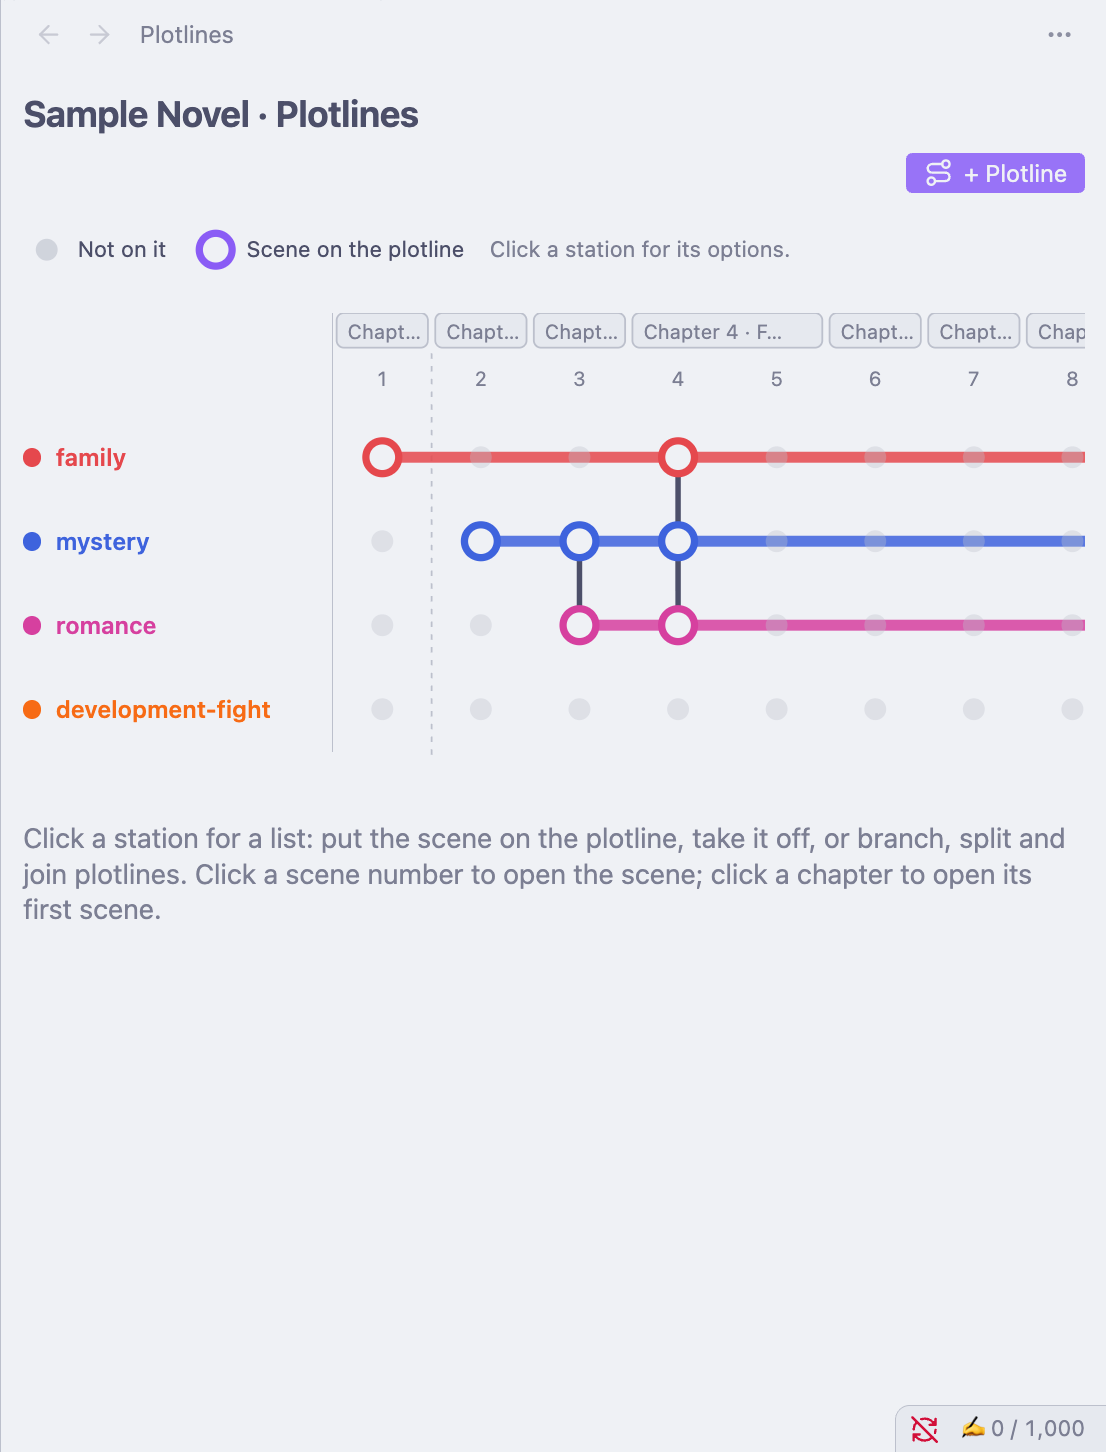 Plotlines
Sample Novel · Plotlines
+ Plotline
Not on it
Scene on the plotline
Click a station for its options.
Chapt... Chapt... Chapt... Chapter 4 · F... Chapt... Chapt... Chap
1 2 3 4 5 6 7 8
family
mystery
romance
development-fight
Click a station for a list: put the scene on the plotline, take it off, or branch, split and
join plotlines. Click a scene number to open the scene; click a chapter to open its
first scene.
0 / 1,000